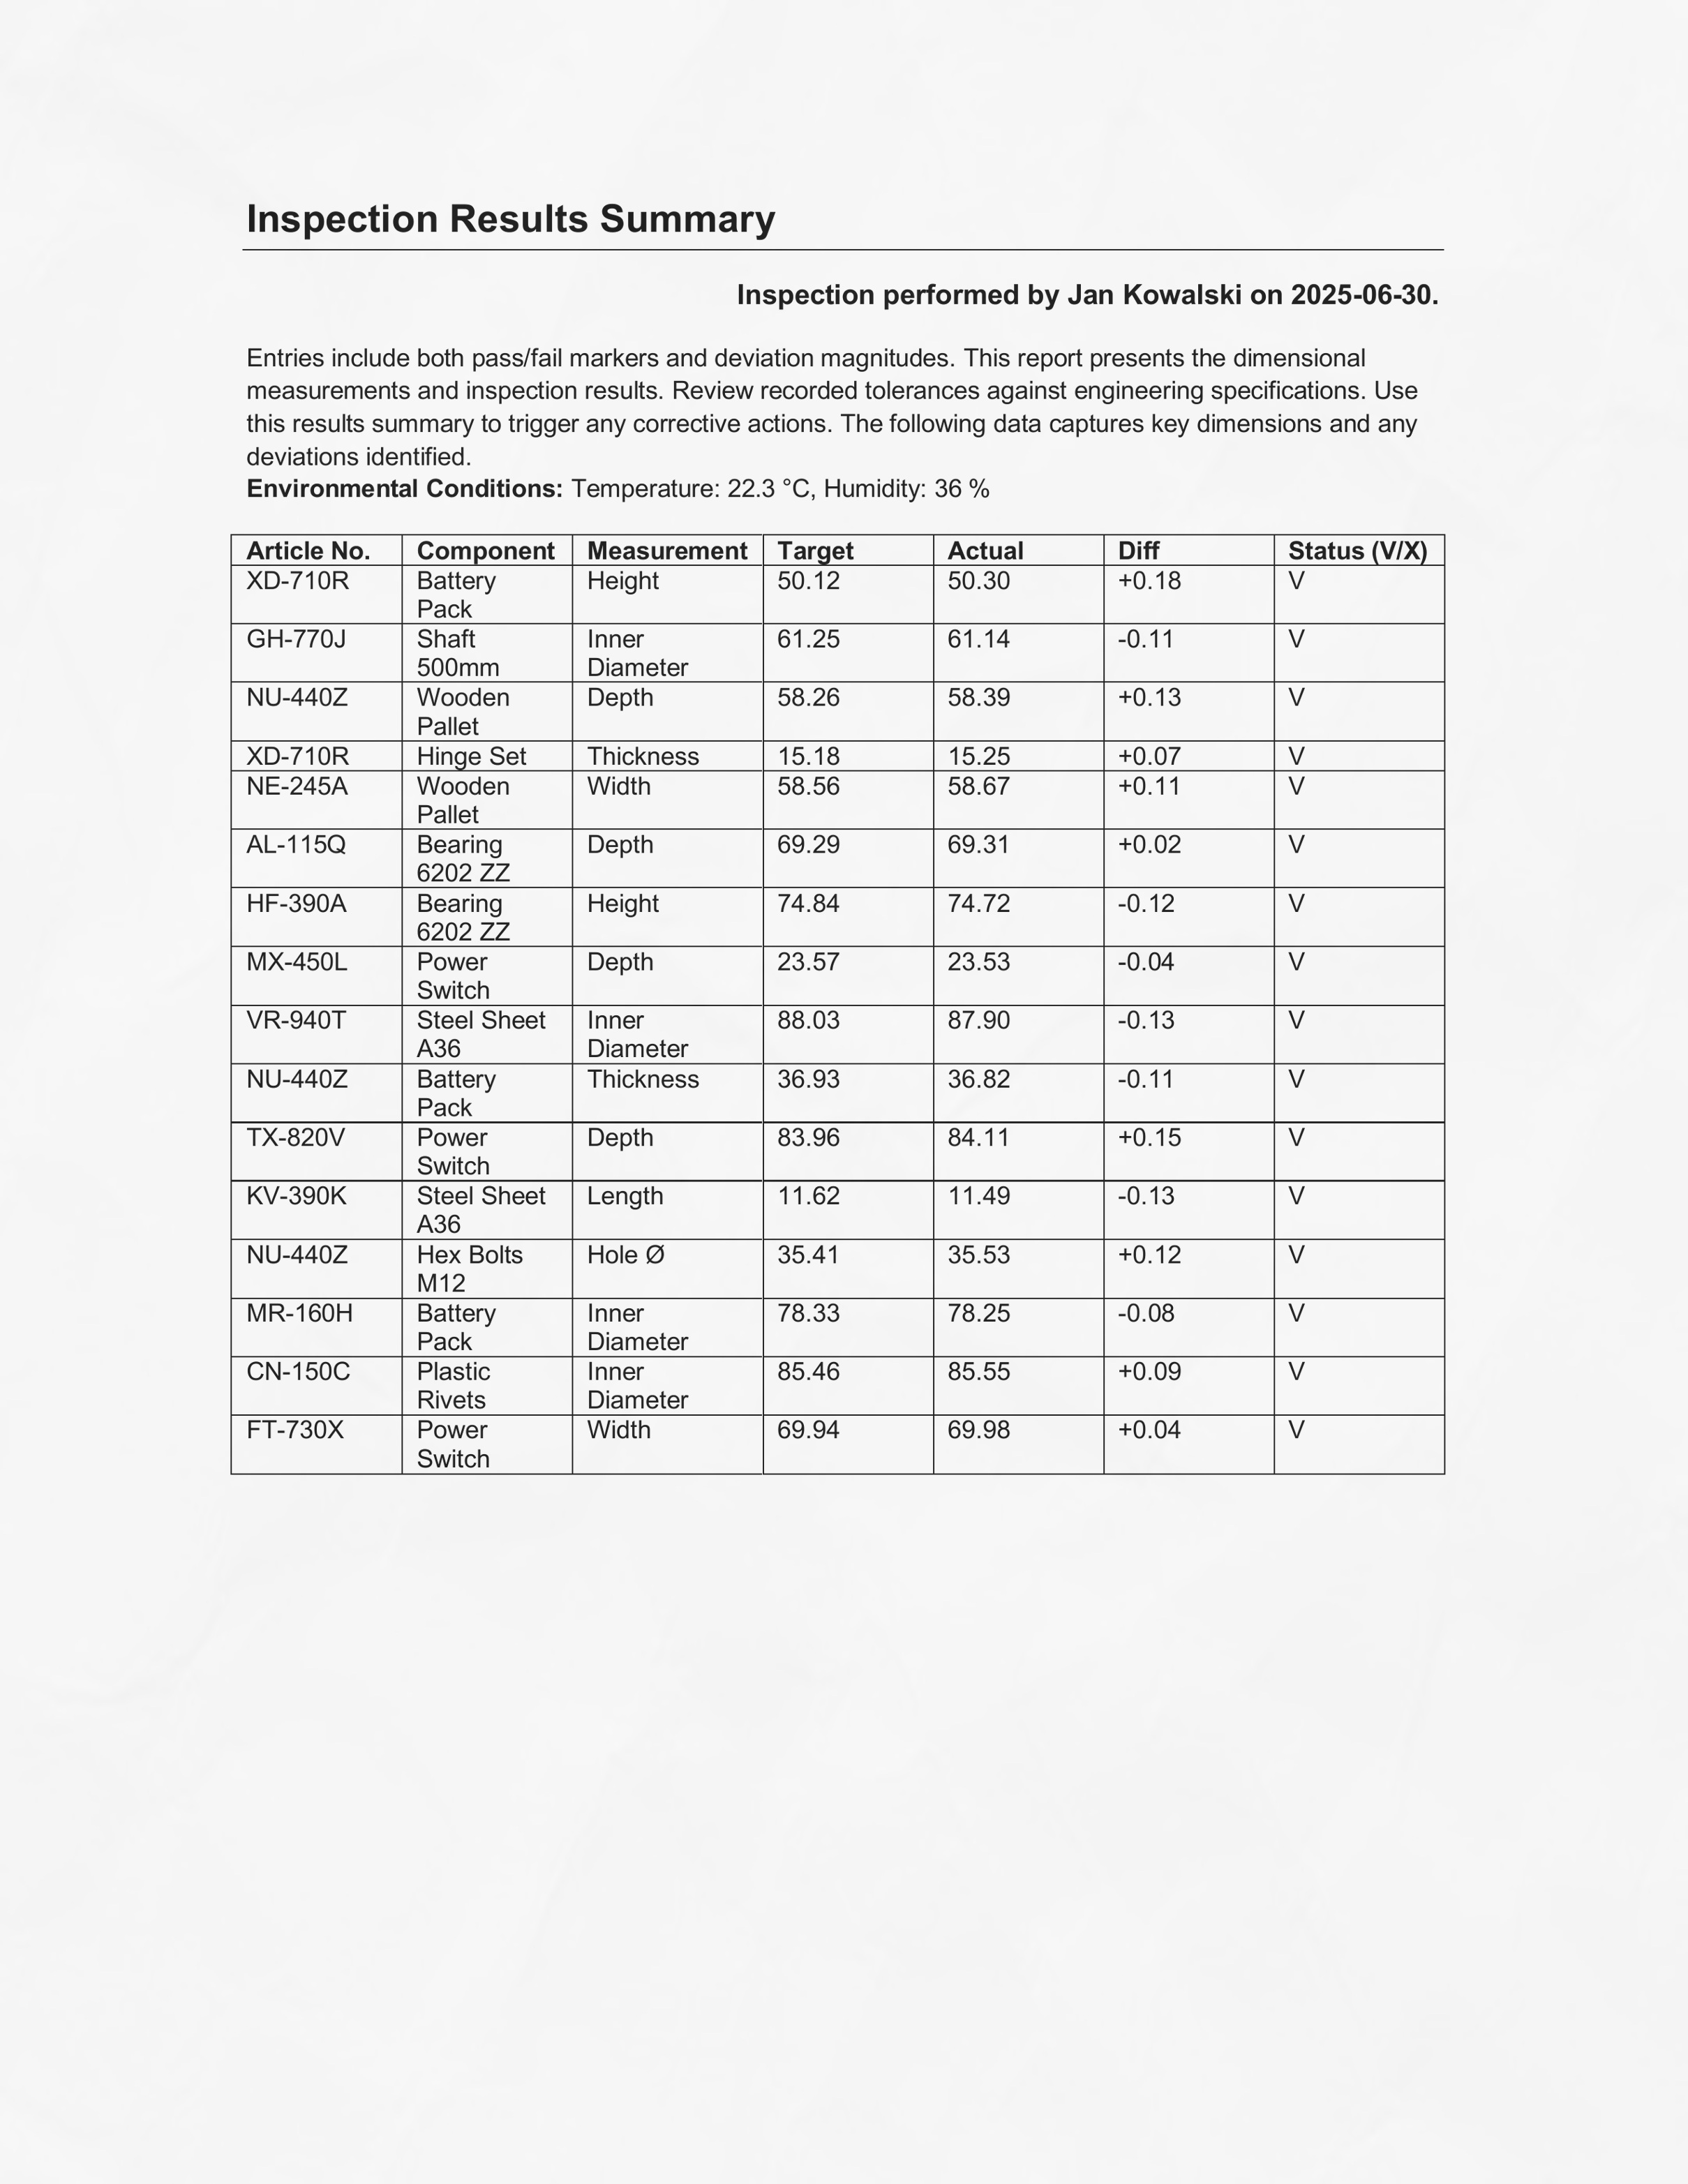 Inspection Results Summary
Inspection performed by Jan Kowalski on 2025-06-30.
Entries include both pass/fail markers and deviation magnitudes. This report presents the dimensional
measurements and inspection results. Review recorded tolerances against engineering specifications. Use
this results summary to trigger any corrective actions. The following data captures key dimensions and any
deviations identified.
Environmental Conditions: Temperature: 22.3 °C, Humidity: 36 %
Article No. Component Measurement Target Actual Diff Status (V/X)
XD-710R Battery Height 50.12 50.30 +0.18 V
Pack
GH-770J Shaft Inner 61.25 61.14 -0.11 V
500mm Diameter
NU-440Z Wooden Depth 58.26 58.39 +0.13 V
Pallet
XD-710R Hinge Set Thickness 15.18 15.25 +0.07 V
NE-245A Wooden Width 58.56 58.67 +0.11 V
Pallet
AL-115Q Bearing Depth 69.29 69.31 +0.02 V
6202 ZZ
HF-390A Bearing Height 74.84 74.72 -0.12 V
6202 ZZ
MX-450L Power Depth 23.57 23.53 -0.04 V
Switch
VR-940T Steel Sheet Inner 88.03 87.90 -0.13 V
A36 Diameter
NU-440Z Battery Thickness 36.93 36.82 -0.11 V
Pack
TX-820V Power Depth 83.96 84.11 +0.15 V
Switch
KV-390K Steel Sheet Length 11.62 11.49 -0.13 V
A36
NU-440Z Hex Bolts Hole Ø 35.41 35.53 +0.12 V
M12
MR-160H Battery Inner 78.33 78.25 -0.08 V
Pack Diameter
CN-150C Plastic Inner 85.46 85.55 +0.09 V
Rivets Diameter
FT-730X Power Width 69.94 69.98 +0.04 V
Switch